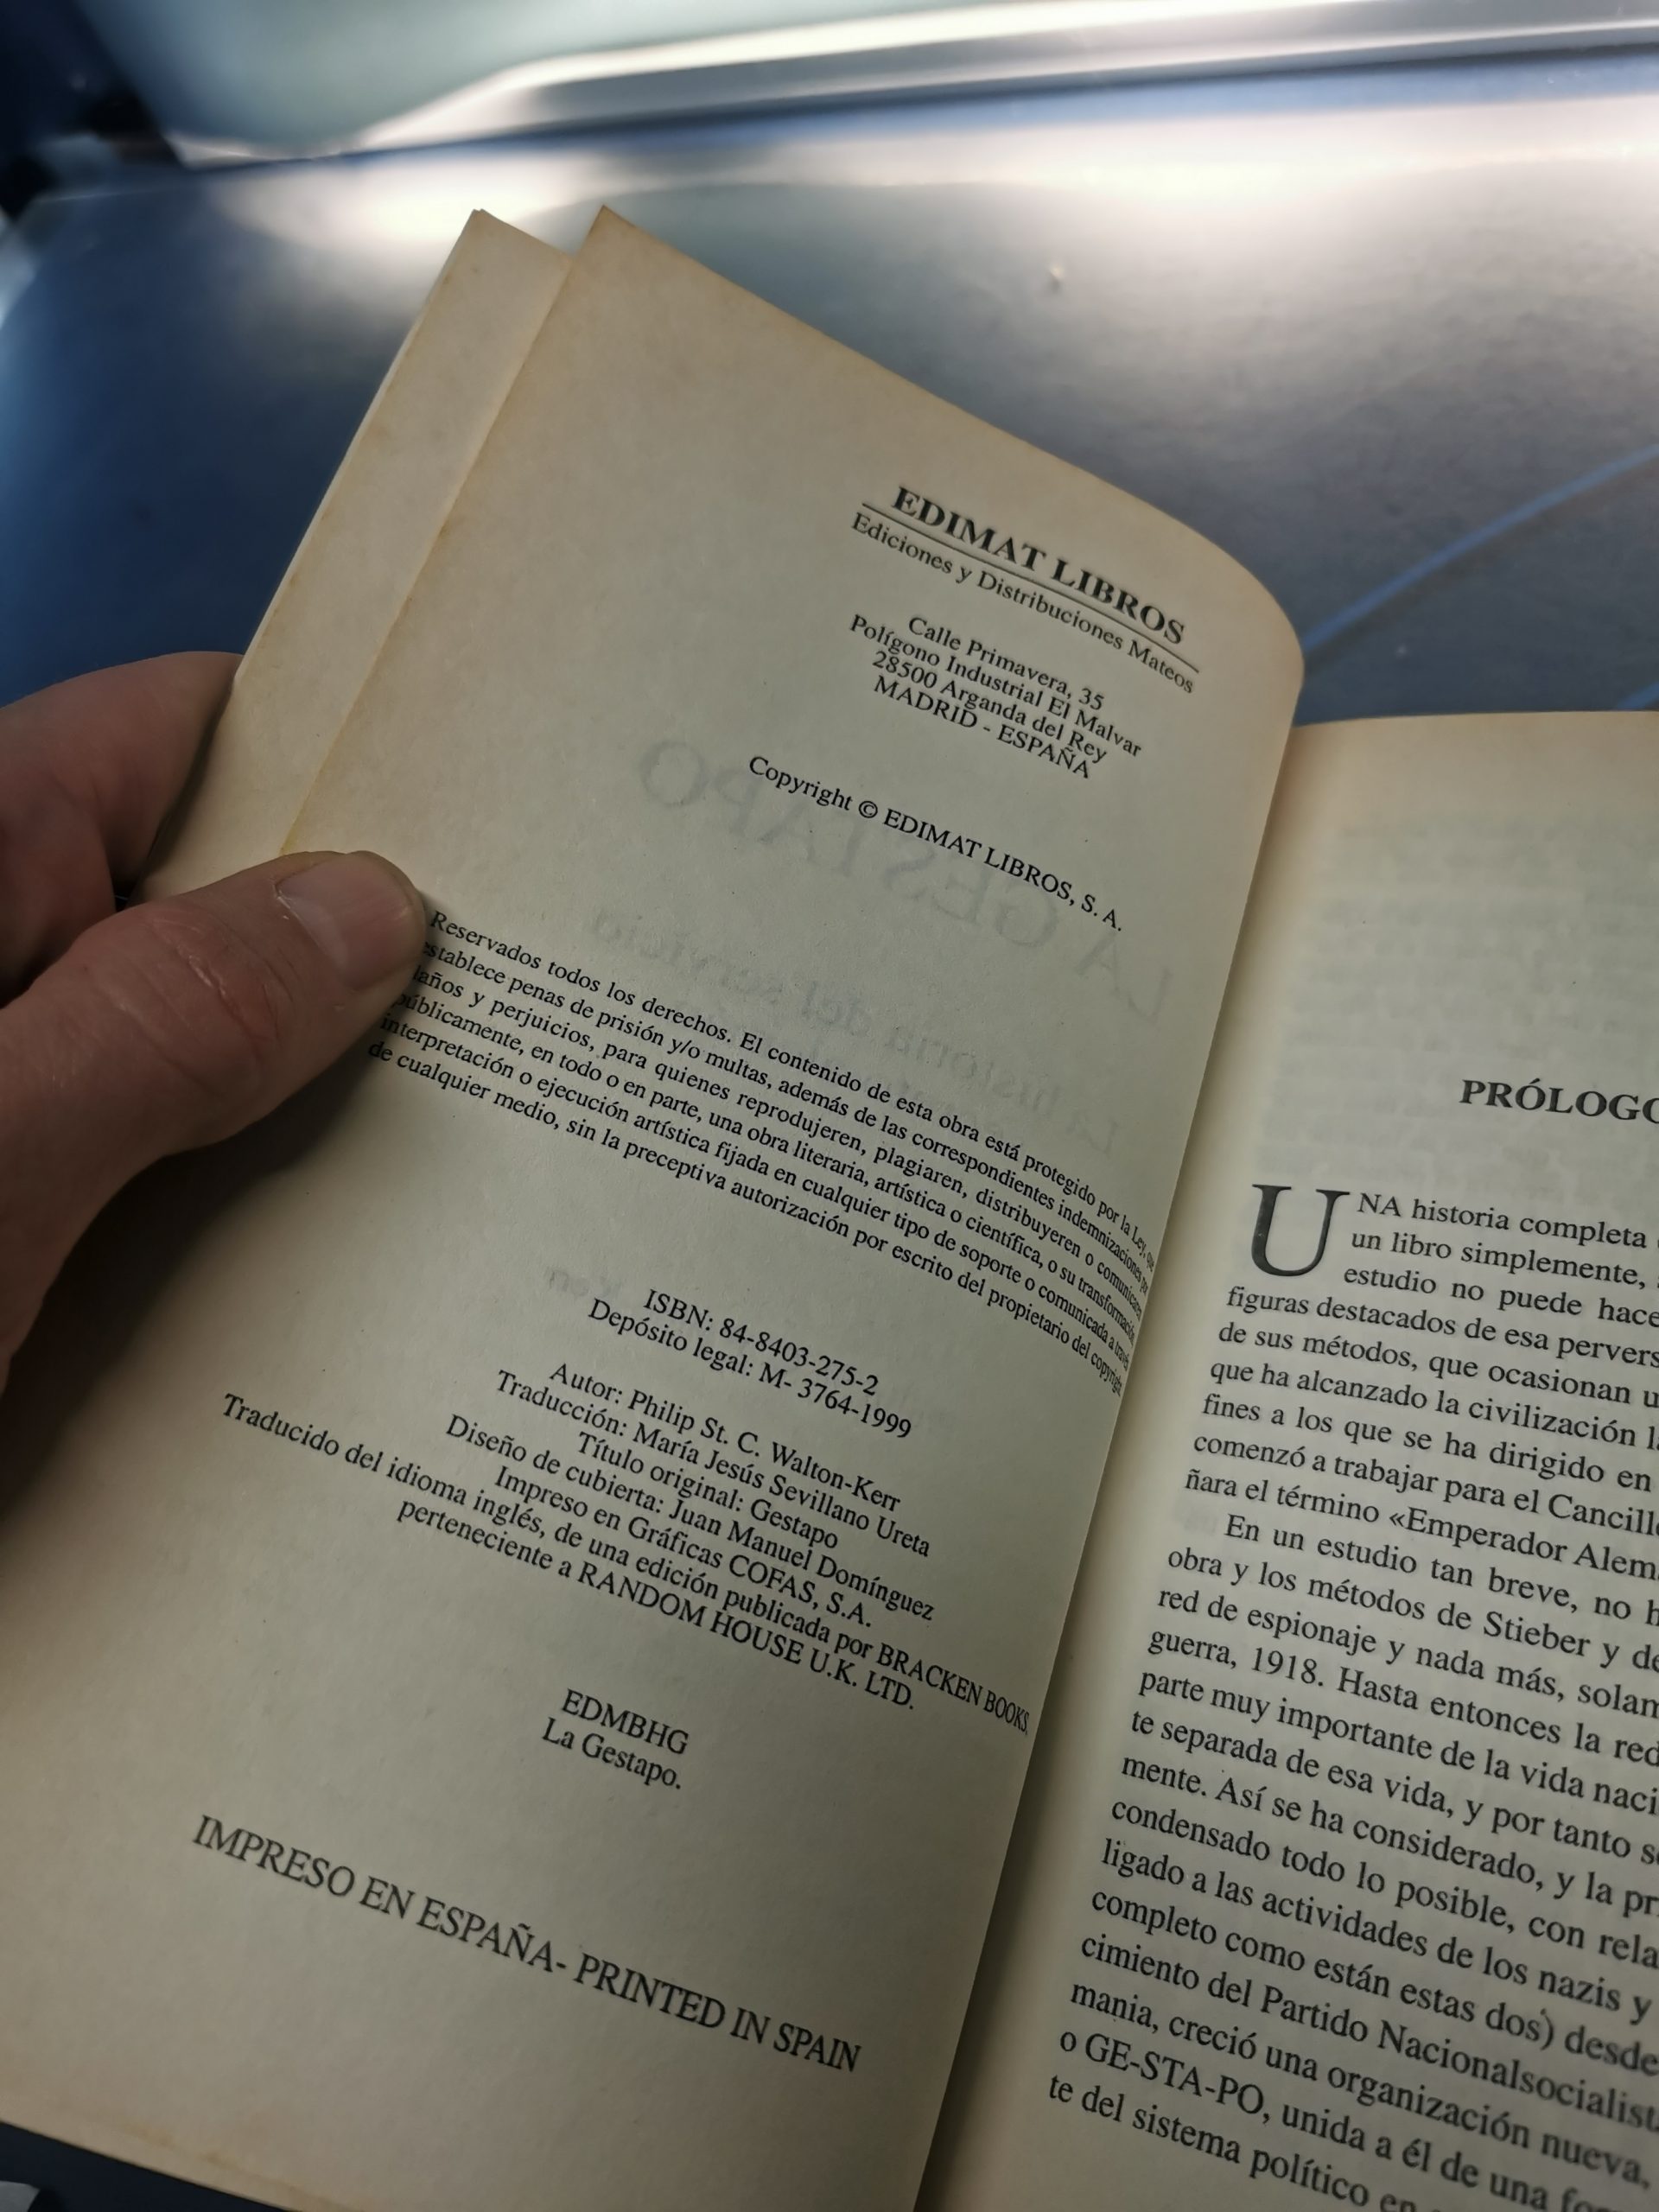 EDIMAT LIBROS
Ediciones y Distribuciones Mateos
Calle Primavera, 35
Polígono Industrial El Malvar
28500 Arganda del Rey
MADRID - ESPAÑA
Copyright © EDIMAT LIBROS, S. A.
Reservados todos los derechos. El contenido de esta obra está protegido por la Ley, que
establece penas de prisión y/o multas, además de las correspondientes indemnizaciones por
daños y perjuicios, para quienes reprodujeren, plagiaren, distribuyeren o comunicaren
públicamente, en todo o en parte, una obra literaria, artística o científica, o su transformación,
interpretación o ejecución artística fijada en cualquier tipo de soporte o comunicada a través
de cualquier medio, sin la preceptiva autorización por escrito del propietario del copyright.
ISBN: 84-8403-275-2
Depósito legal: M- 3764-1999
Autor: Philip St. C. Walton-Kerr
Traducción: María Jesús Sevillano Ureta
Título original: Gestapo
Diseño de cubierta: Juan Manuel Domínguez
Impreso en Gráficas COFAS, S.A.
Traducido del idioma inglés, de una edición publicada por BRACKEN BOOKS,
perteneciente a RANDOM HOUSE U.K. LTD.
EDMBHG
La Gestapo.
IMPRESO EN ESPAÑA- PRINTED IN SPAIN
PRÓLOGO
UNA historia completa
un libro simplemente,
estudio no puede hace
figuras destacados de esa pervers
de sus métodos, que ocasionan u
que ha alcanzado la civilización l
fines a los que se ha dirigido en
comenzó a trabajar para el Cancill
ñara el término «Emperador Alem
En un estudio tan breve, no h
obra y los métodos de Stieber y de
red de espionaje y nada más, solam
guerra, 1918. Hasta entonces la red
parte muy importante de la vida naci
te separada de esa vida, y por tanto s
mente. Así se ha considerado, y la pr
condensado todo lo posible, con rela
ligado a las actividades de los nazis y
completo como están estas dos) desde
cimiento del Partido Nacionalsocialist
mania, creció una organización nueva,
o GE-STA-PO, unida a él de una for
te del sistema político en